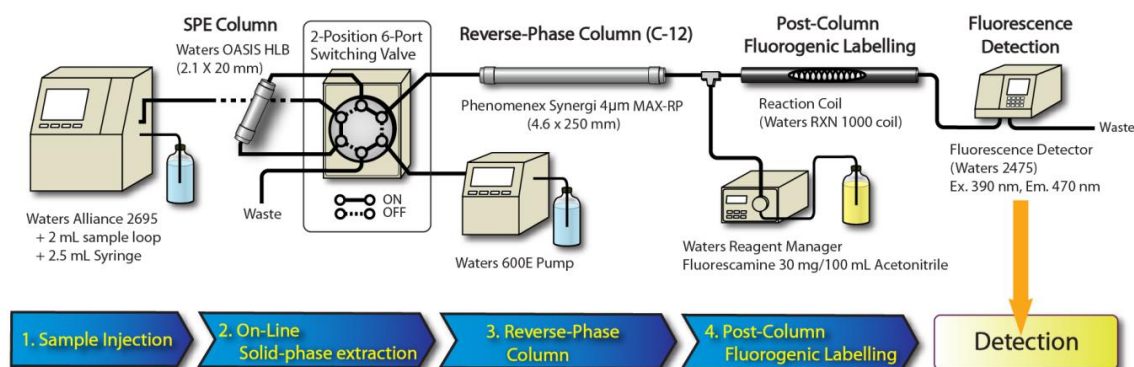 SPE Column
Waters OASIS HLB
(2.1 X 20 mm)
2-Position 6-Port
Switching Valve
ON
OFF
Waste
Waters Alliance 2695
+ 2 mL sample loop
+ 2.5 mL Syringe
Reverse-Phase Column (C-12)
Phenomenex Synergi 4µm MAX-RP
(4.6 x 250 mm)
Waters 600E Pump
Post-Column
Fluorogenic Labelling
Reaction Coil
(Waters RXN 1000 coil)
Waters Reagent Manager
Fluorescamine 30 mg/100 mL Acetonitrile
Fluorescence
Detection
Waste
Fluorescence Detector
(Waters 2475)
Ex. 390 nm, Em. 470 nm
1. Sample Injection
2. On-Line
Solid-phase extraction
3. Reverse-Phase
Column
4. Post-Column
Fluorogenic Labelling
Detection